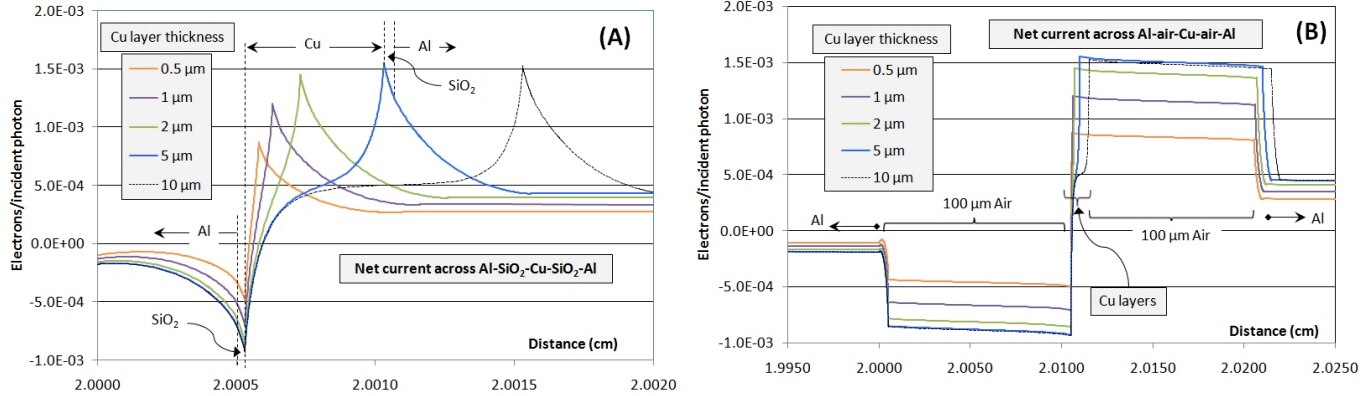 2.0E-03
1.5E-03
1.0E-03
5.0E-04
0.0E+00
-5.0E-04
-1.0E-03
Electrons/incident photon
Cu layer thickness
0.5 µm
1 µm
2 µm
5 µm
10 µm
Cu
Al
SiO₂
(A)
Al
SiO₂
Net current across Al-SiO₂-Cu-SiO₂-Al
Distance (cm)
2.0000
2.0005
2.0010
2.0015
2.0020
2.0E-03
1.5E-03
1.0E-03
5.0E-04
0.0E+00
-5.0E-04
-1.0E-03
Electrons/incident photon
Cu layer thickness
0.5 µm
1 µm
2 µm
5 µm
10 µm
Net current across Al-air-Cu-air-Al
(B)
Al
100 µm Air
100 µm Air
Al
Cu layers
Distance (cm)
1.9950
2.0000
2.0050
2.0100
2.0150
2.0200
2.0250